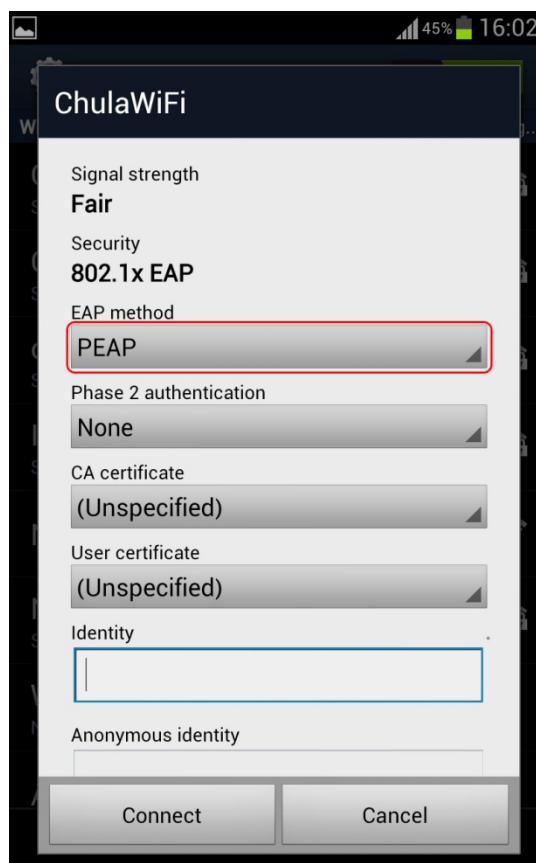 45% 16:02
ChulaWiFi
Signal strength
Fair
Security
802.1x EAP
EAP method
PEAP
Phase 2 authentication
None
CA certificate
(Unspecified)
User certificate
(Unspecified)
Identity
Anonymous identity
Connect Cancel